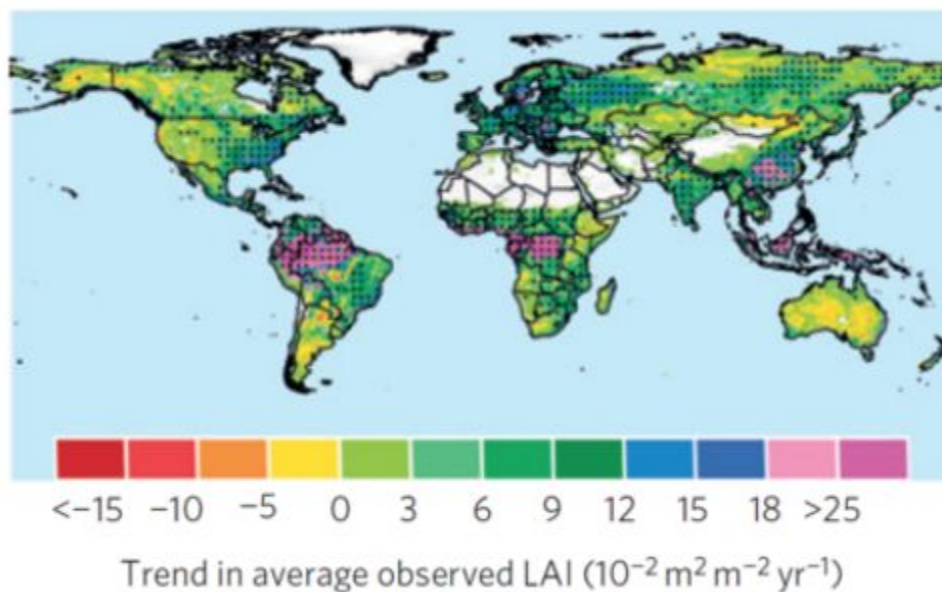 <−15 −10 −5 0 3 6 9 12 15 18 >25
Trend in average observed LAI (10⁻² m² m⁻² yr⁻¹)